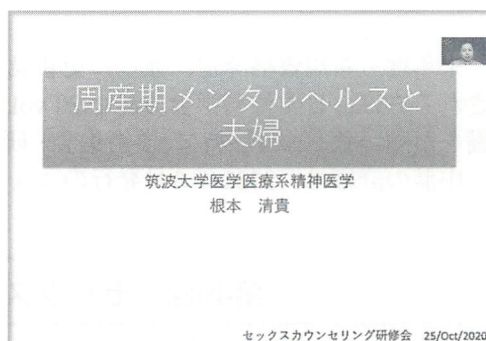 周産期メンタルヘルスと
夫婦
筑波大学医学医療系精神医学
根本　清貴
セックスカウンセリング研修会　25/Oct/2020